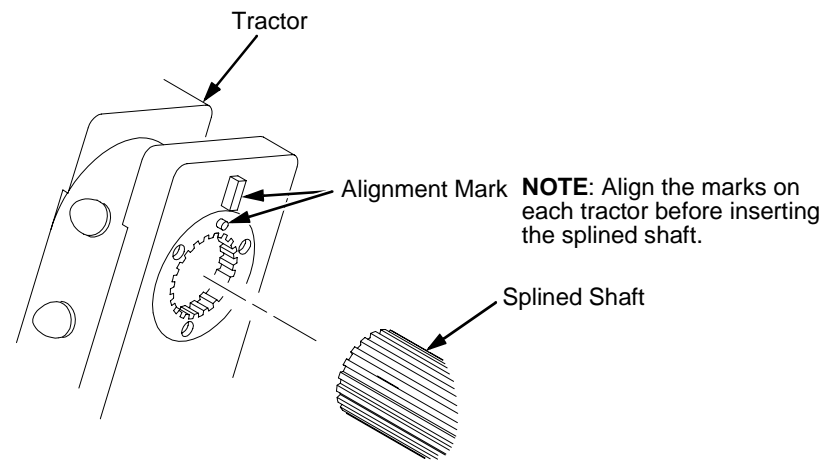 Tractor
Alignment Mark
NOTE: Align the marks on
each tractor before inserting
the splined shaft.
Splined Shaft